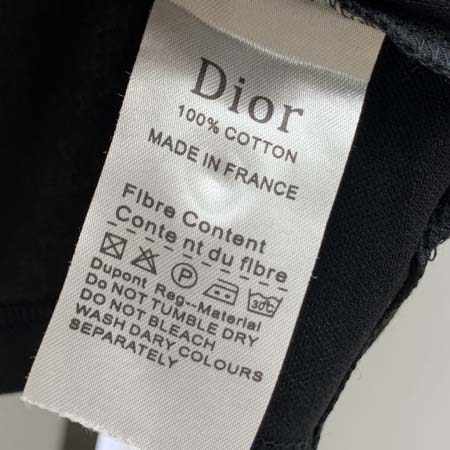 Dior
100% COTTON
MADE IN FRANCE
FIbre Content
Conte nt du fIbre
P
30C
Dupont Reg--Material
Do NOT TUMBLE DRY
DO NOT BLEACH
WASH DARY COLOURS
SEPARATELY